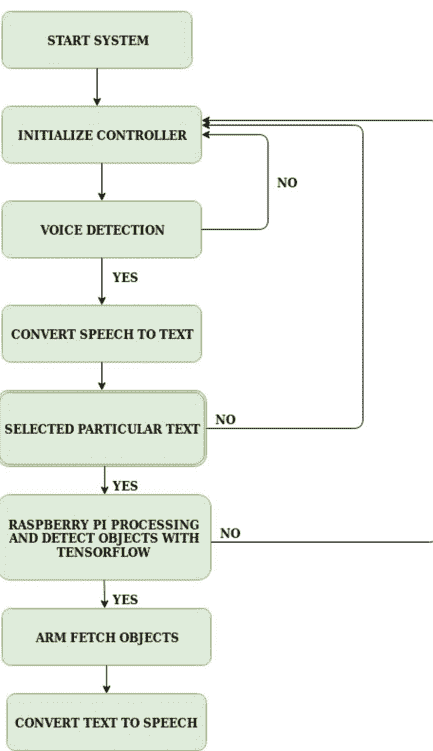 START SYSTEM
INITIALIZE CONTROLLER
NO
VOICE DETECTION
YES
CONVERT SPEECH TO TEXT
SELECTED PARTICULAR TEXT
NO
YES
RASPBERRY PI PROCESSING
AND DETECT OBJECTS WITH
TENSORFLOW
NO
YES
ARM FETCH OBJECTS
CONVERT TEXT TO SPEECH